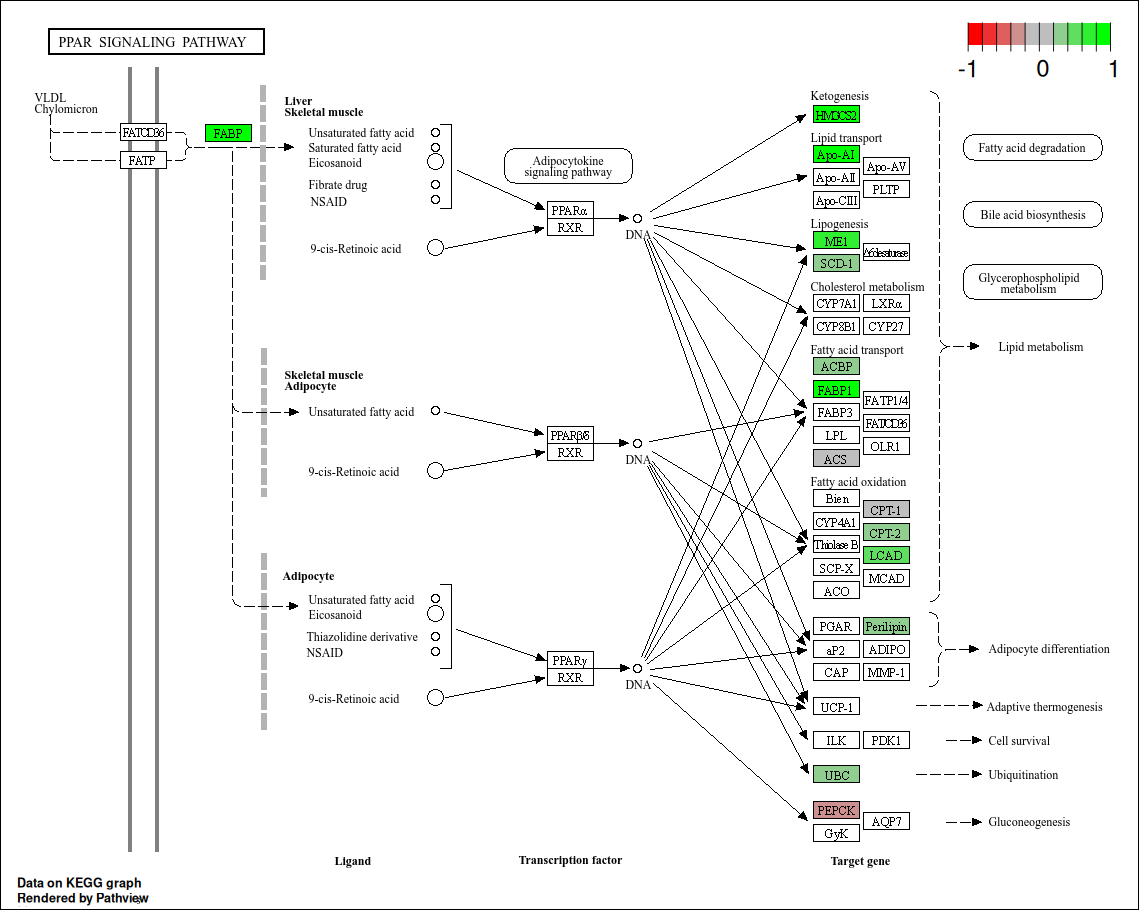 PPAR SIGNALING PATHWAY
-1 0 1
VLDL
Chylomicron
FAT/CD36
FATP
FABP
Liver
Skeletal muscle
Unsaturated fatty acid
Saturated fatty acid
Eicosanoid
Fibrate drug
NSAID
9-cis-Retinoic acid
Adipocytokine
signaling pathway
PPARα
RXR
DNA
Skeletal muscle
Adipocyte
Unsaturated fatty acid
9-cis-Retinoic acid
PPARβ/δ
RXR
DNA
Adipocyte
Unsaturated fatty acid
Eicosanoid
Thiazolidine derivative
NSAID
9-cis-Retinoic acid
PPARγ
RXR
DNA
Ketogenesis
HMGCS2
Lipid transport
Apo-AI
Apo-AII
Apo-CIII
Apo-AV
PLTP
Lipogenesis
ME1
SCD-1
Cholesterol metabolism
CYP7A1
LXRα
CYP8B1
CYP27
Fatty acid transport
ACBP
FABP1
FABP3
LPL
ACS
FATP1/4
FAT/CD36
OLR1
Fatty acid oxidation
Bien
CYP4A1
Thiolase B
SCP-X
ACO
CPT-1
CPT-2
LCAD
MCAD
PGAR
Perilipin
aP2
ADIPO
CAP
MMP-1
UCP-1
ILK
PDK1
UBC
PEPCK
GyK
AQP7
Fatty acid degradation
Bile acid biosynthesis
Glycerophospholipid
metabolism
Lipid metabolism
Adipocyte differentiation
Adaptive thermogenesis
Cell survival
Ubiquitination
Gluconeogenesis
Ligand
Transcription factor
Target gene
Data on KEGG graph
Rendered by Pathview